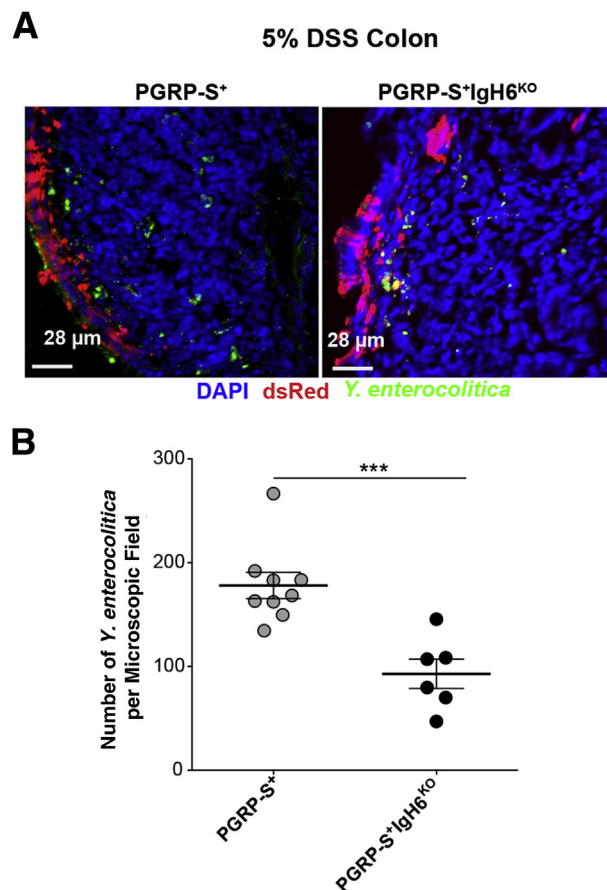 A
5% DSS Colon
PGRP-S⁺
PGRP-S⁺IgH6ᴷᴼ
28 µm
28 µm
DAPI dsRed Y. enterocolitica
B
Number of Y. enterocolitica
per Microscopic Field
300
200
100
0
***
PGRP-S⁺
PGRP-S⁺IgH6ᴷᴼ